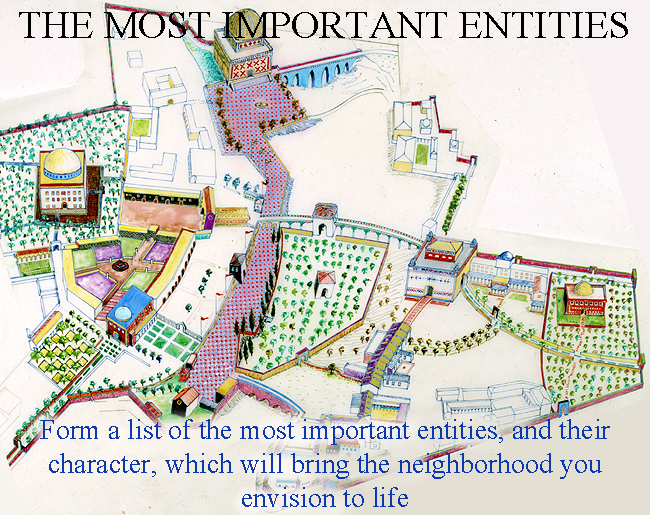 THE MOST IMPORTANT ENTITIES
Form a list of the most important entities, and their
character, which will bring the neighborhood you
envision to life